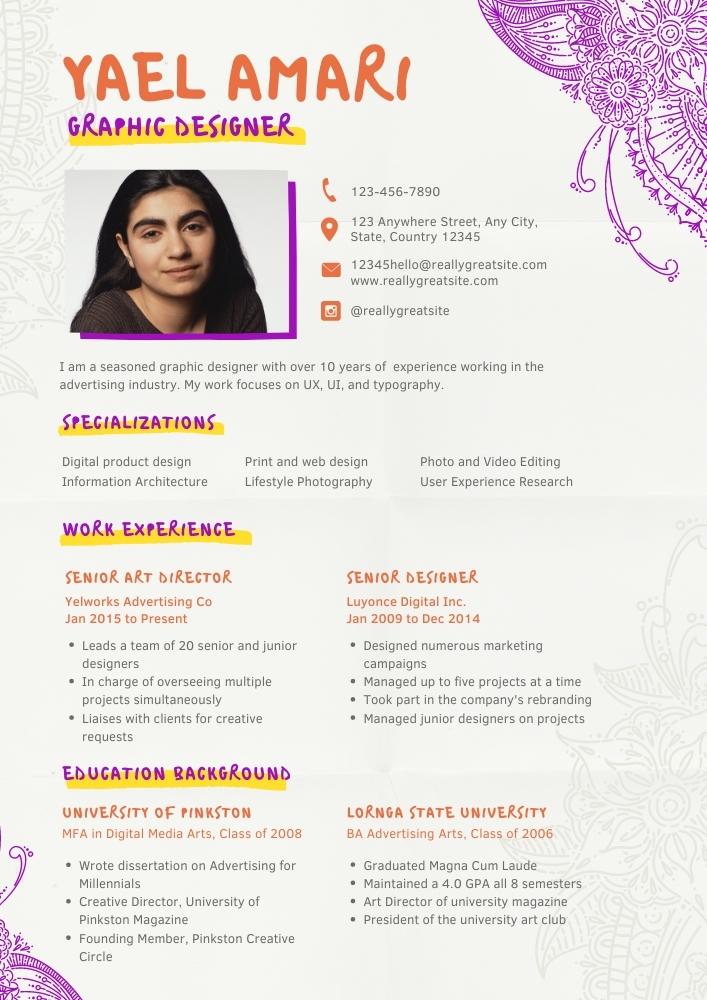 YAEL AMARI
GRAPHIC DESIGNER
123-456-7890
123 Anywhere Street, Any City,
State, Country 12345
12345hello@reallygreatsite.com
www.reallygreatsite.com
@reallygreatsite
I am a seasoned graphic designer with over 10 years of experience working in the
advertising industry. My work focuses on UX, UI, and typography.
SPECIALIZATIONS
Digital product design
Information Architecture
Print and web design
Lifestyle Photography
Photo and Video Editing
User Experience Research
WORK EXPERIENCE
SENIOR ART DIRECTOR
Yelworks Advertising Co
Jan 2015 to Present
• Leads a team of 20 senior and junior
designers
• In charge of overseeing multiple
projects simultaneously
• Liaises with clients for creative
requests
SENIOR DESIGNER
Luyonce Digital Inc.
Jan 2009 to Dec 2014
• Designed numerous marketing
campaigns
• Managed up to five projects at a time
• Took part in the company's rebranding
• Managed junior designers on projects
EDUCATION BACKGROUND
UNIVERSITY OF PINKSTON
MFA in Digital Media Arts, Class of 2008
• Wrote dissertation on Advertising for
Millennials
• Creative Director, University of
Pinkston Magazine
• Founding Member, Pinkston Creative
Circle
LORNGA STATE UNIVERSITY
BA Advertising Arts, Class of 2006
• Graduated Magna Cum Laude
• Maintained a 4.0 GPA all 8 semesters
• Art Director of university magazine
• President of the university art club